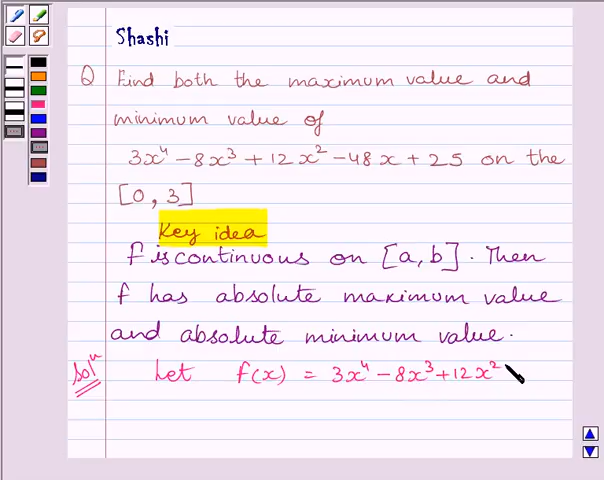 Shashi
Q Find both the maximum value and
minimum value of
3x⁴ - 8x³ + 12x² - 48x + 25 on the
[0, 3]
Key idea
f is continuous on [a, b]. Then
f has absolute maximum value
and absolute minimum value.
Solⁿ Let f(x) = 3x⁴ - 8x³ + 12x²